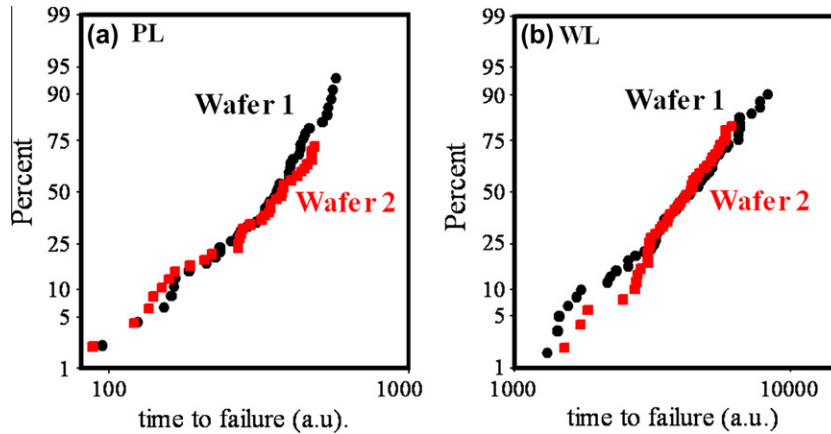 (a) PL
99
95
90
75
50
25
10
5
1
Percent
Wafer 1
Wafer 2
100
1000
time to failure (a.u).
(b) WL
99
95
90
75
50
25
10
5
1
Percent
Wafer 1
Wafer 2
1000
10000
time to failure (a.u.)